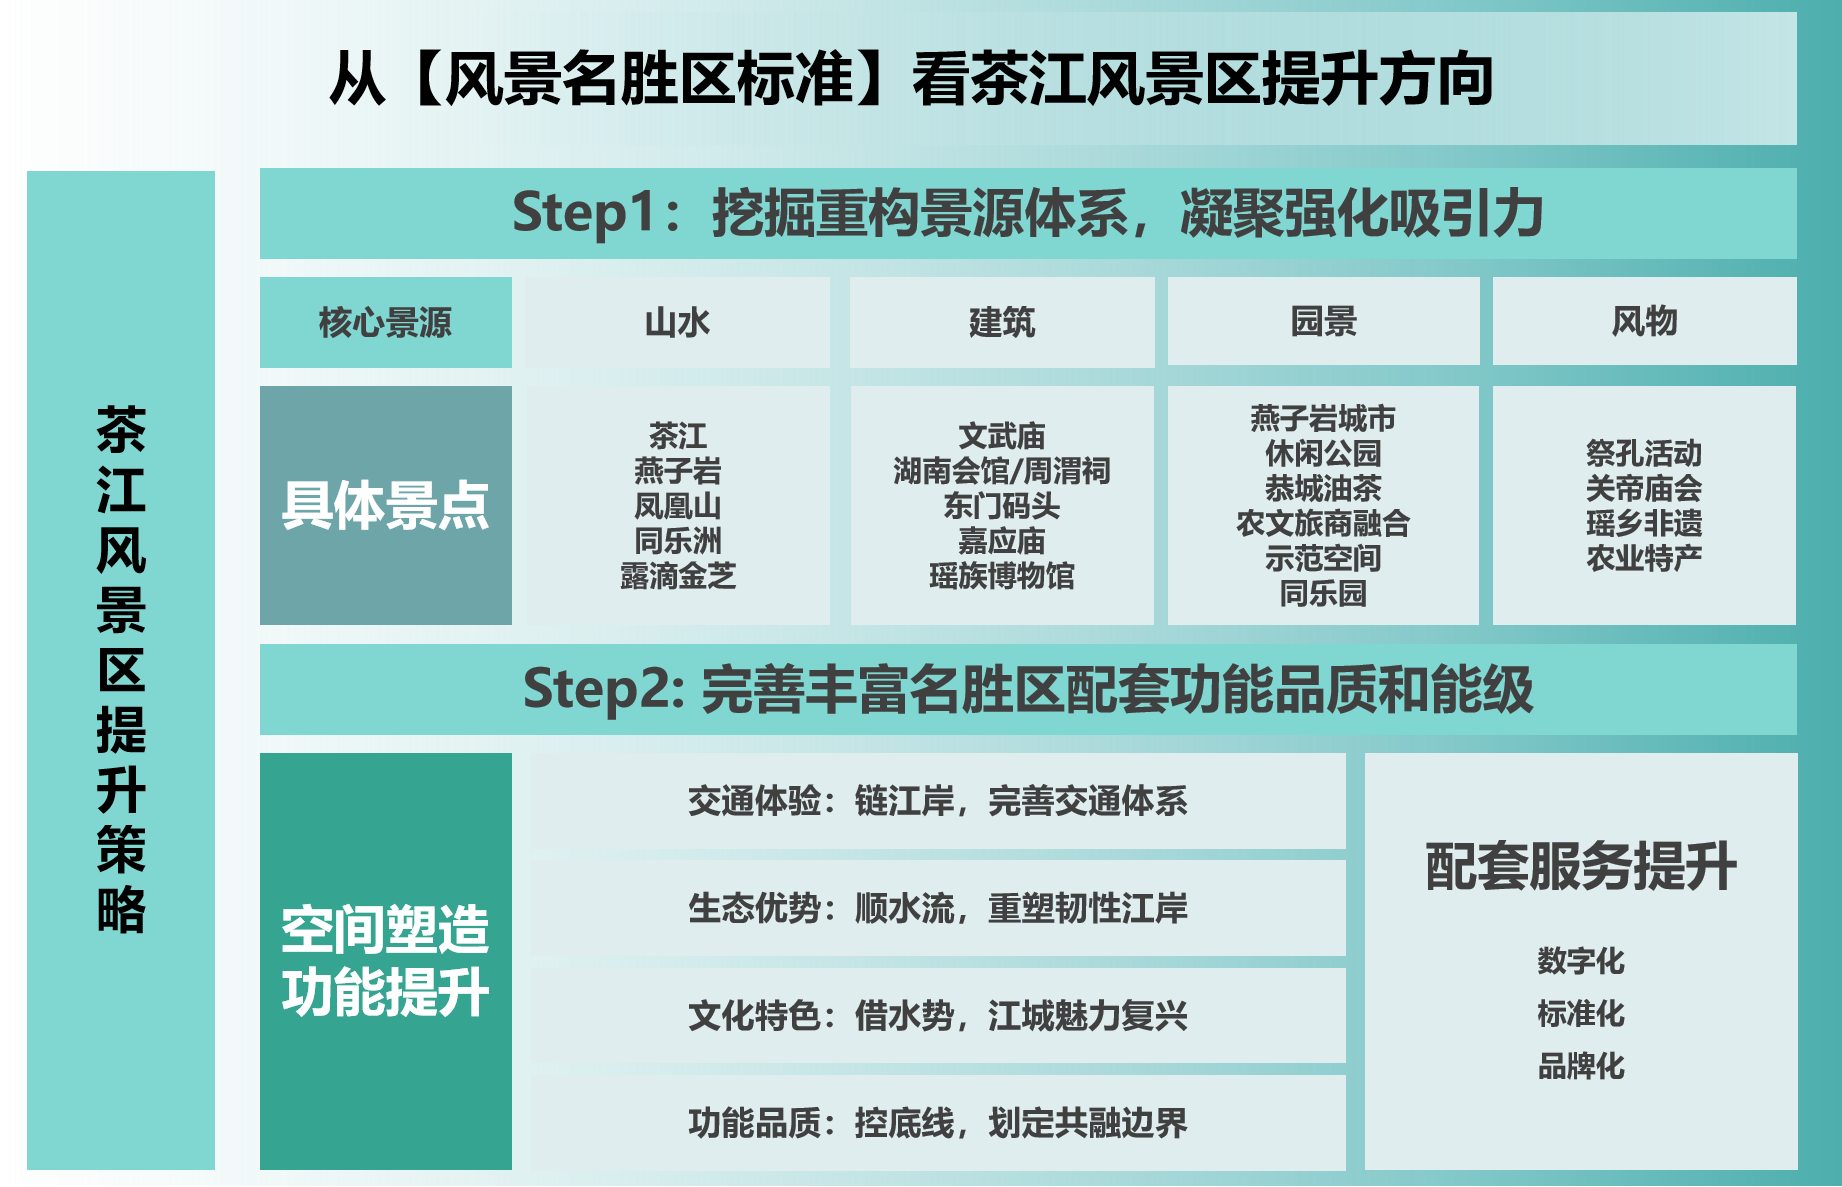 从【风景名胜区标准】看茶江风景区提升方向
茶江风景区提升策略
Step1：挖掘重构景源体系，凝聚强化吸引力
核心景源
山水
建筑
园景
风物
具体景点
茶江
燕子岩
凤凰山
同乐洲
露滴金芝
文武庙
湖南会馆/周渭祠
东门码头
嘉应庙
瑶族博物馆
燕子岩城市
休闲公园
恭城油茶
农文旅商融合
示范空间
同乐园
祭孔活动
关帝庙会
瑶乡非遗
农业特产
Step2: 完善丰富名胜区配套功能品质和能级
空间塑造
功能提升
交通体验：链江岸，完善交通体系
生态优势：顺水流，重塑韧性江岸
文化特色：借水势，江城魅力复兴
功能品质：控底线，划定共融边界
配套服务提升
数字化
标准化
品牌化